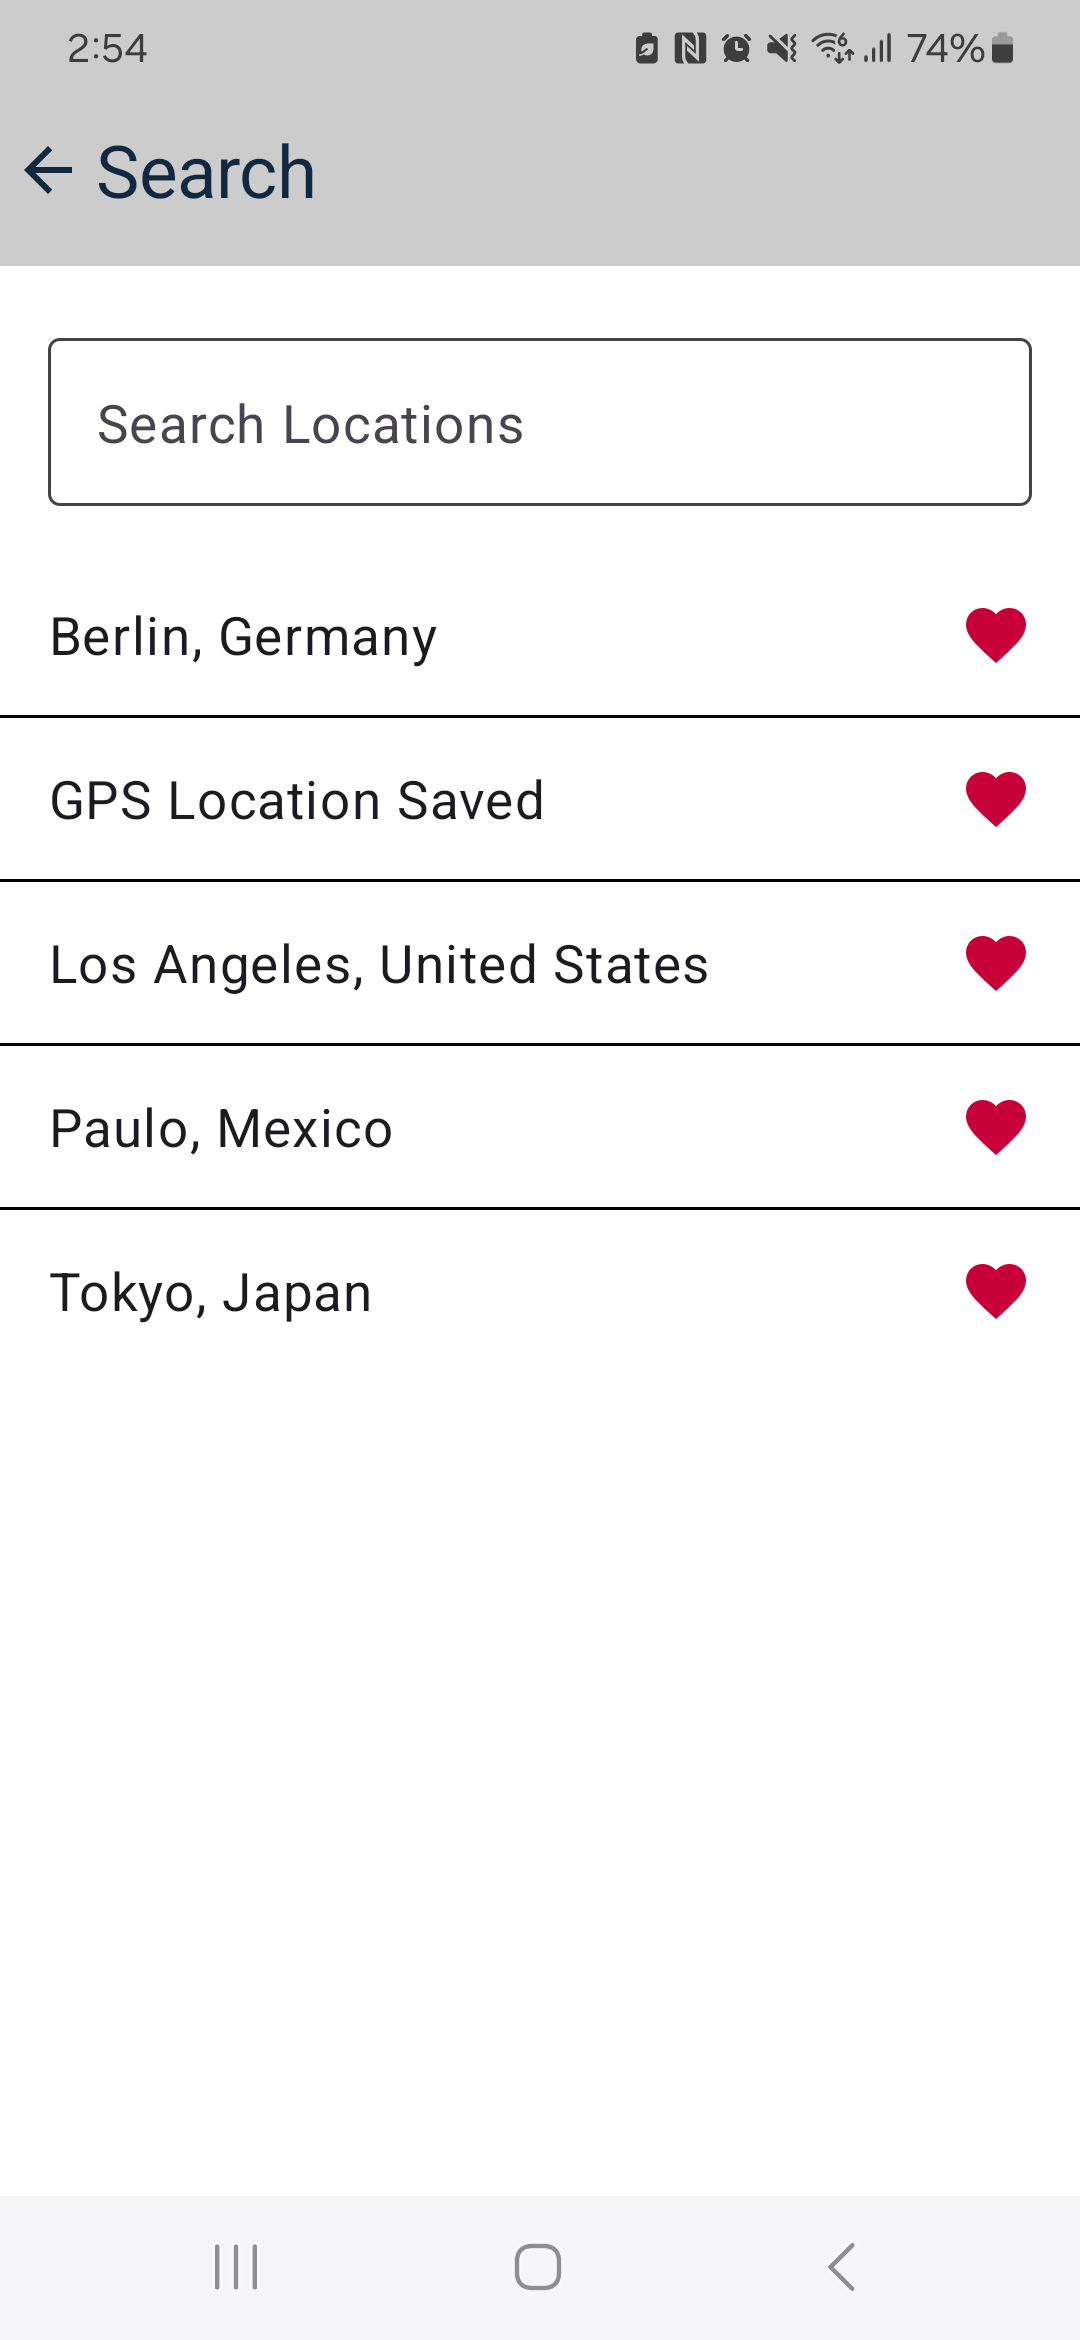 2:54
74%
Search
Search Locations
Berlin, Germany
GPS Location Saved
Los Angeles, United States
Paulo, Mexico
Tokyo, Japan